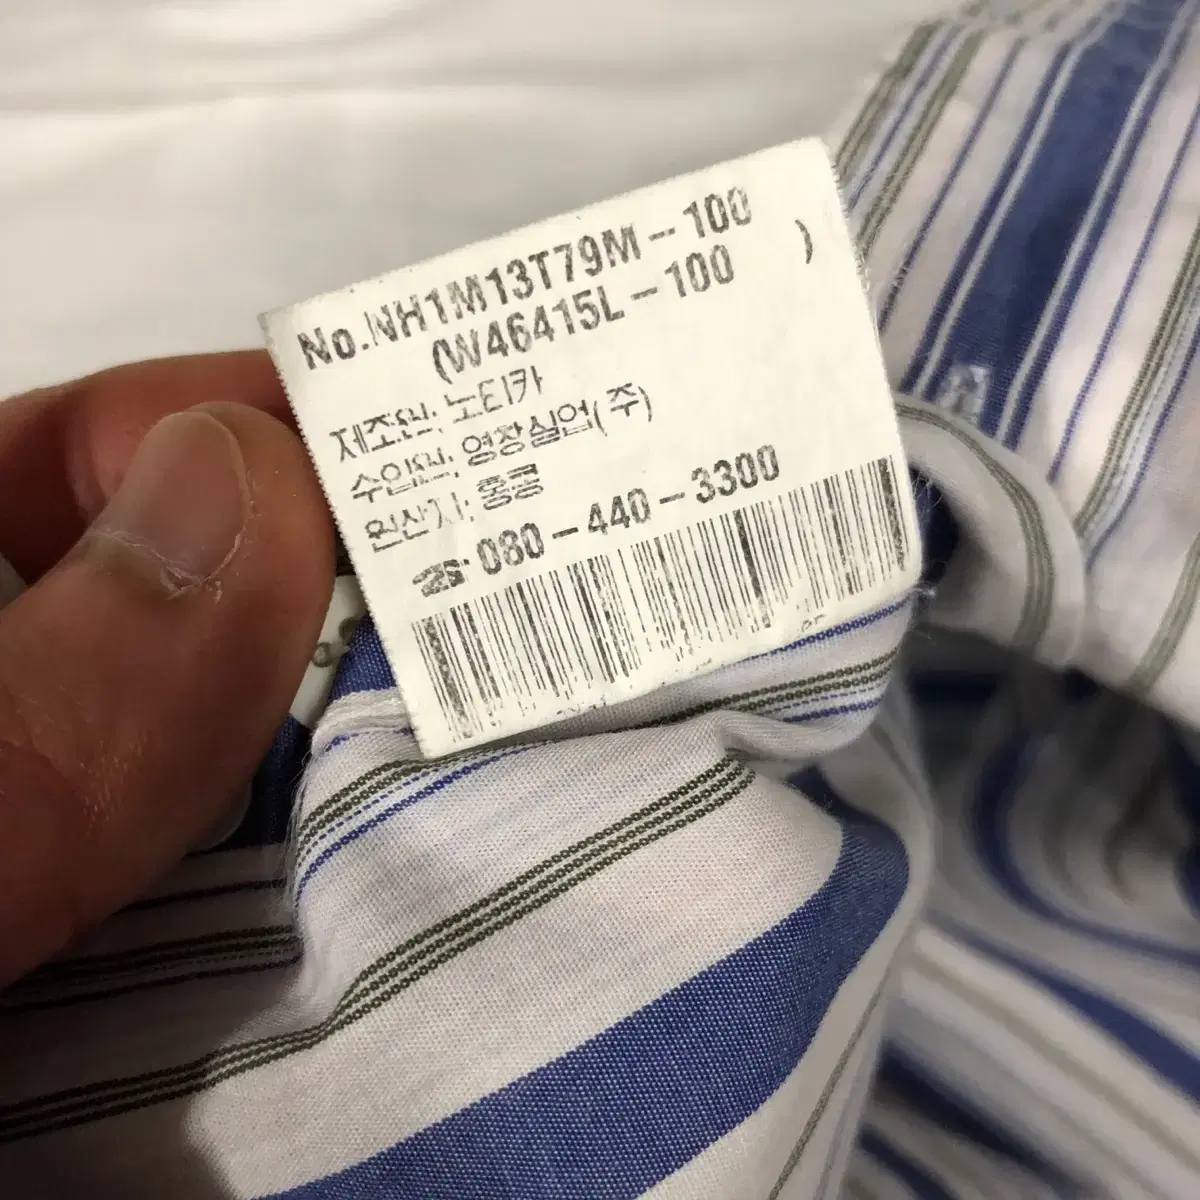 No.NH1M13T79M-100
(W46415L-100 )
제조원: 노티카
수입원: 영창실업(주)
원산지: 홍콩
☎ 080-440-3300